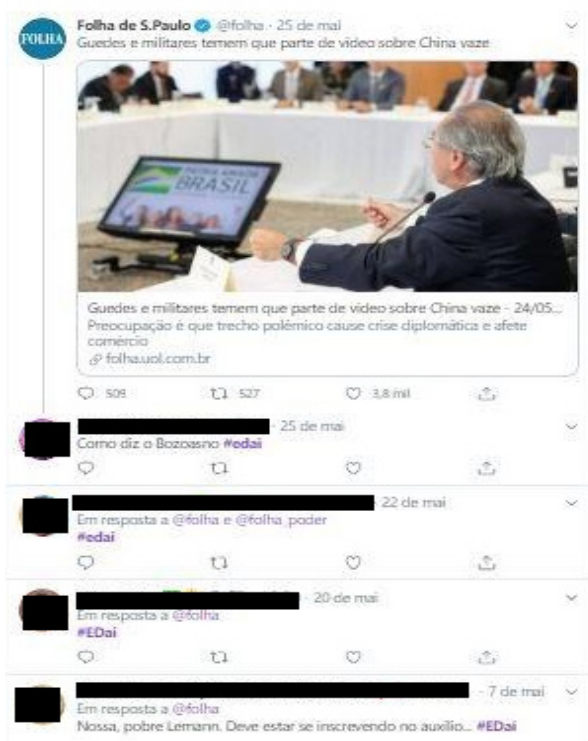 FOLHA
Folha de S.Paulo @folha · 25 de mai
Guedes e militares temem que parte de vídeo sobre China vaze
PÁTRIA AMADA
BRASIL
Guedes e militares temem que parte de vídeo sobre China vaze - 24/05...
Preocupação é que trecho polêmico cause crise diplomática e afete
comércio
folha.uol.com.br
509 527 3,8 mil
· 25 de mai
Como diz o Bozoasno #edai
· 22 de mai
Em resposta a @folha e @folha_poder
#edai
· 20 de mai
Em resposta a @folha
#EDai
· 7 de mai
Em resposta a @folha
Nossa, pobre Lemann. Deve estar se inscrevendo no auxílio... #EDai